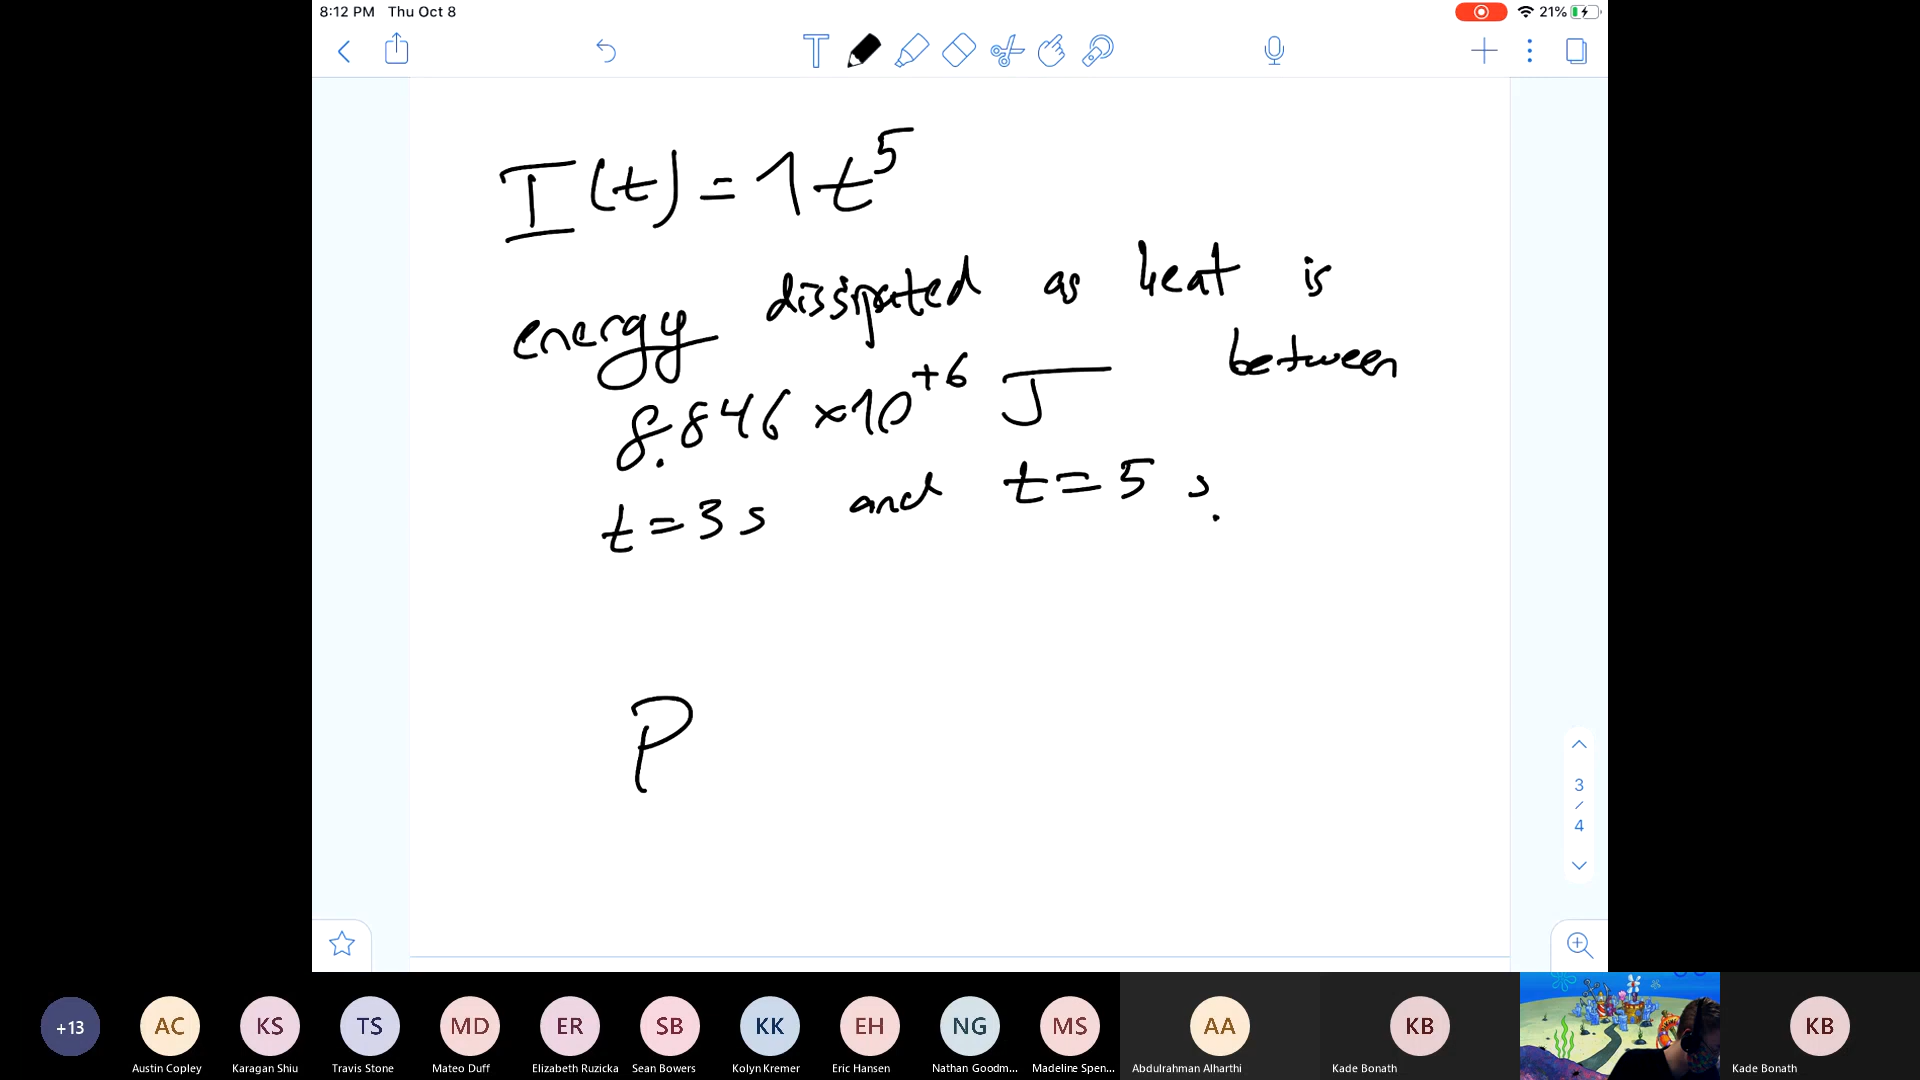 8:12 PM Thu Oct 8
21%
T
I(t) = 1t⁵
energy dissipated as heat is
8.846 ×10⁺⁶ J between
t = 3 s and t = 5 s.
P
3
/
4
+13 AC KS TS MD ER SB KK EH NG MS AA KB KB
Austin Copley Karagan Shiu Travis Stone Mateo Duff Elizabeth Ruzicka Sean Bowers Kolyn Kremer Eric Hansen Nathan Goodm... Madeline Spen... Abdulrahman Alharthi Kade Bonath Kade Bonath